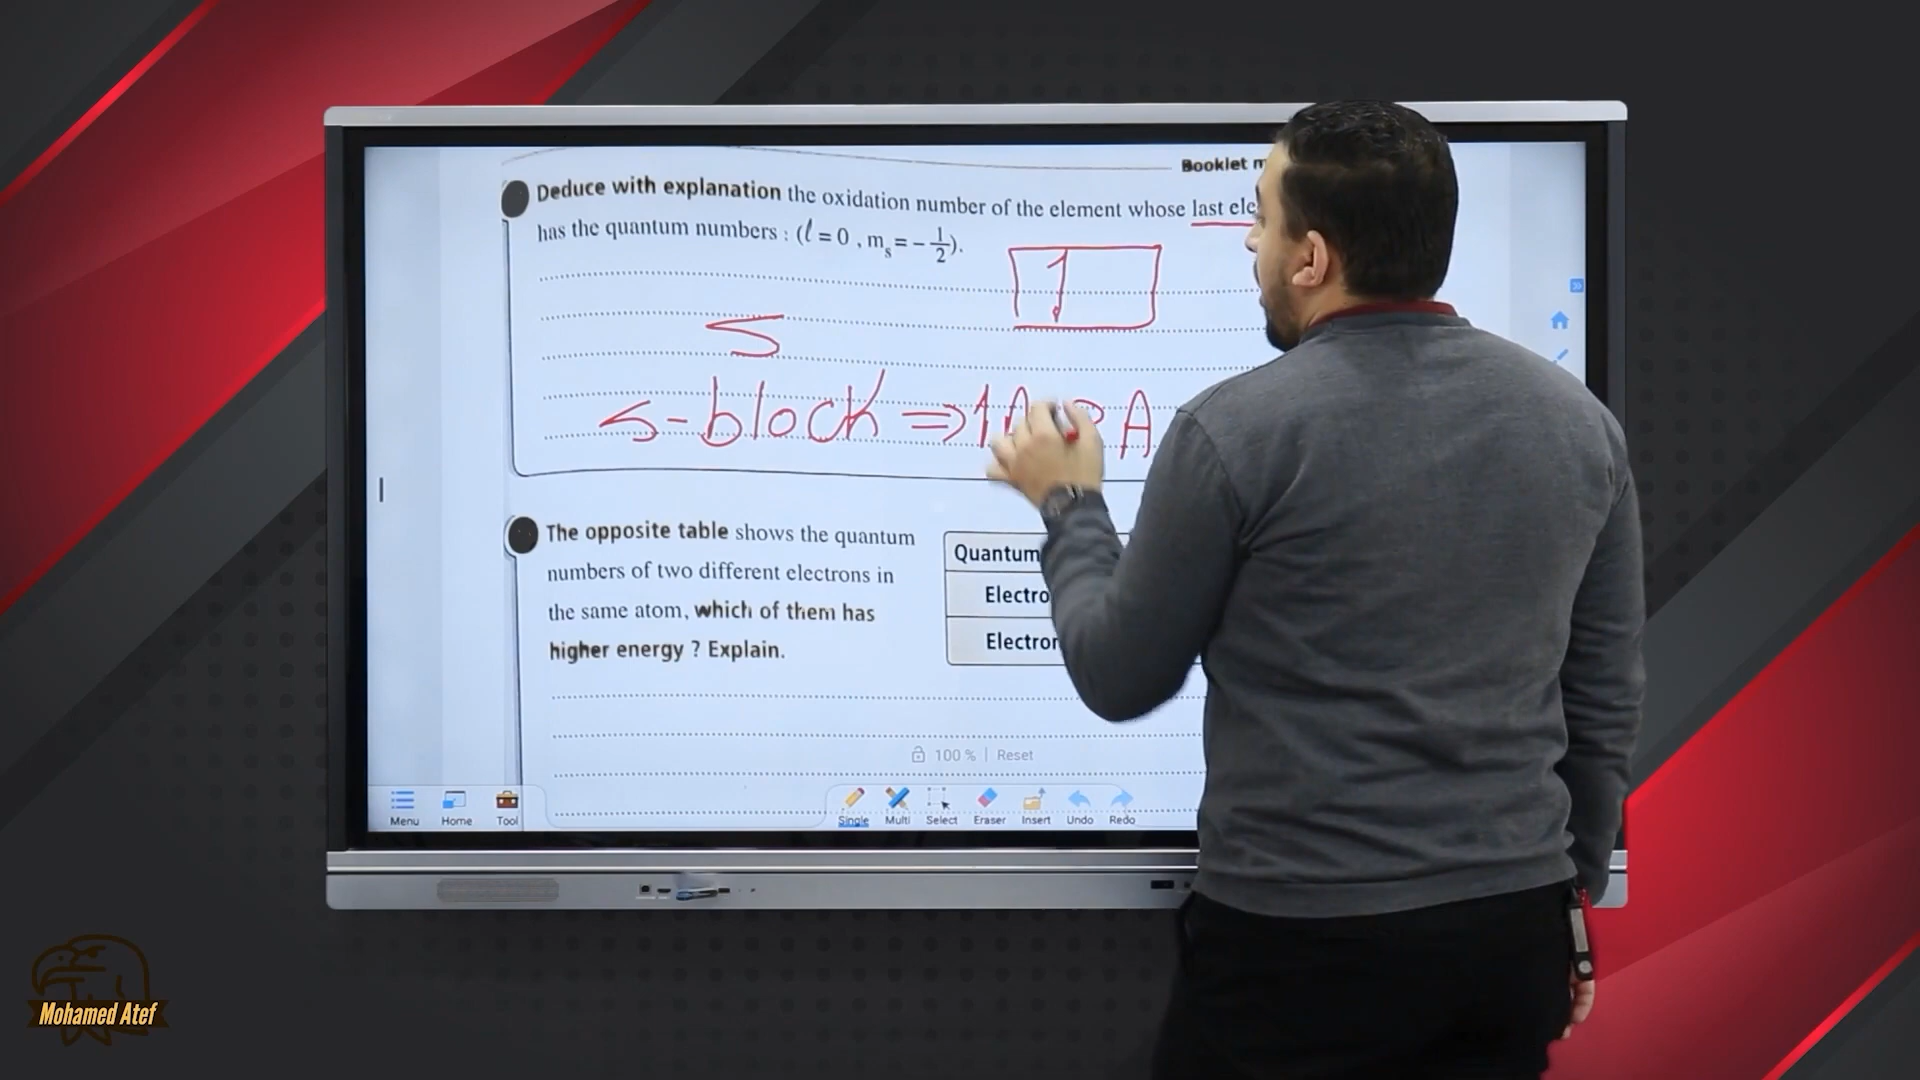 Booklet
Deduce with explanation the oxidation number of the element whose last
has the quantum numbers : (ℓ = 0 , mₛ = − 1/2).
1
S
S-block ⇒ 1A A
The opposite table shows the quantum
numbers of two different electrons in
the same atom, which of them has
higher energy ? Explain.
Quantum
100 % | Reset
Menu Home Tool Single Multi Select Eraser Insert Undo Redo
Mohamed Atef